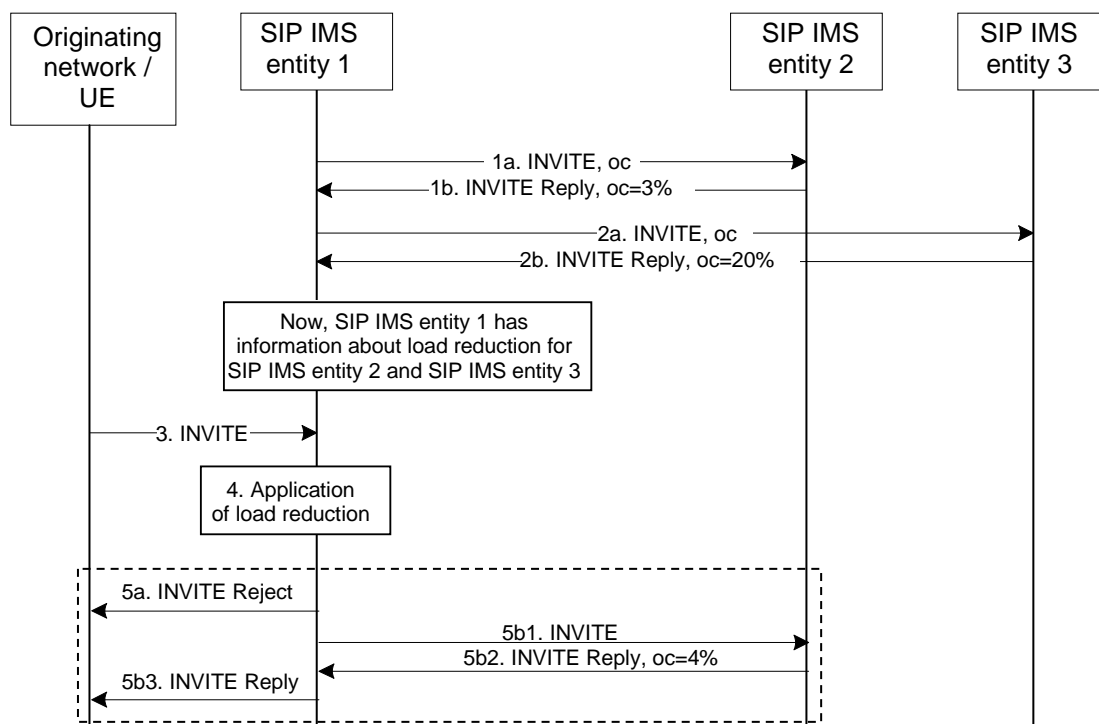 Originating
network /
UE
SIP IMS
entity 1
SIP IMS
entity 2
SIP IMS
entity 3
1a. INVITE, oc
1b. INVITE Reply, oc=3%
2a. INVITE, oc
2b. INVITE Reply, oc=20%
Now, SIP IMS entity 1 has
information about load reduction for
SIP IMS entity 2 and SIP IMS entity 3
3. INVITE
4. Application
of load reduction
5a. INVITE Reject
5b1. INVITE
5b2. INVITE Reply, oc=4%
5b3. INVITE Reply